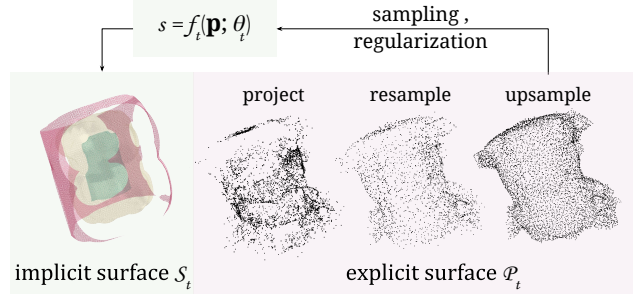 s = f_t(p; θ_t)
sampling ,
regularization
project resample upsample
implicit surface 𝒮_t
explicit surface 𝒫_t